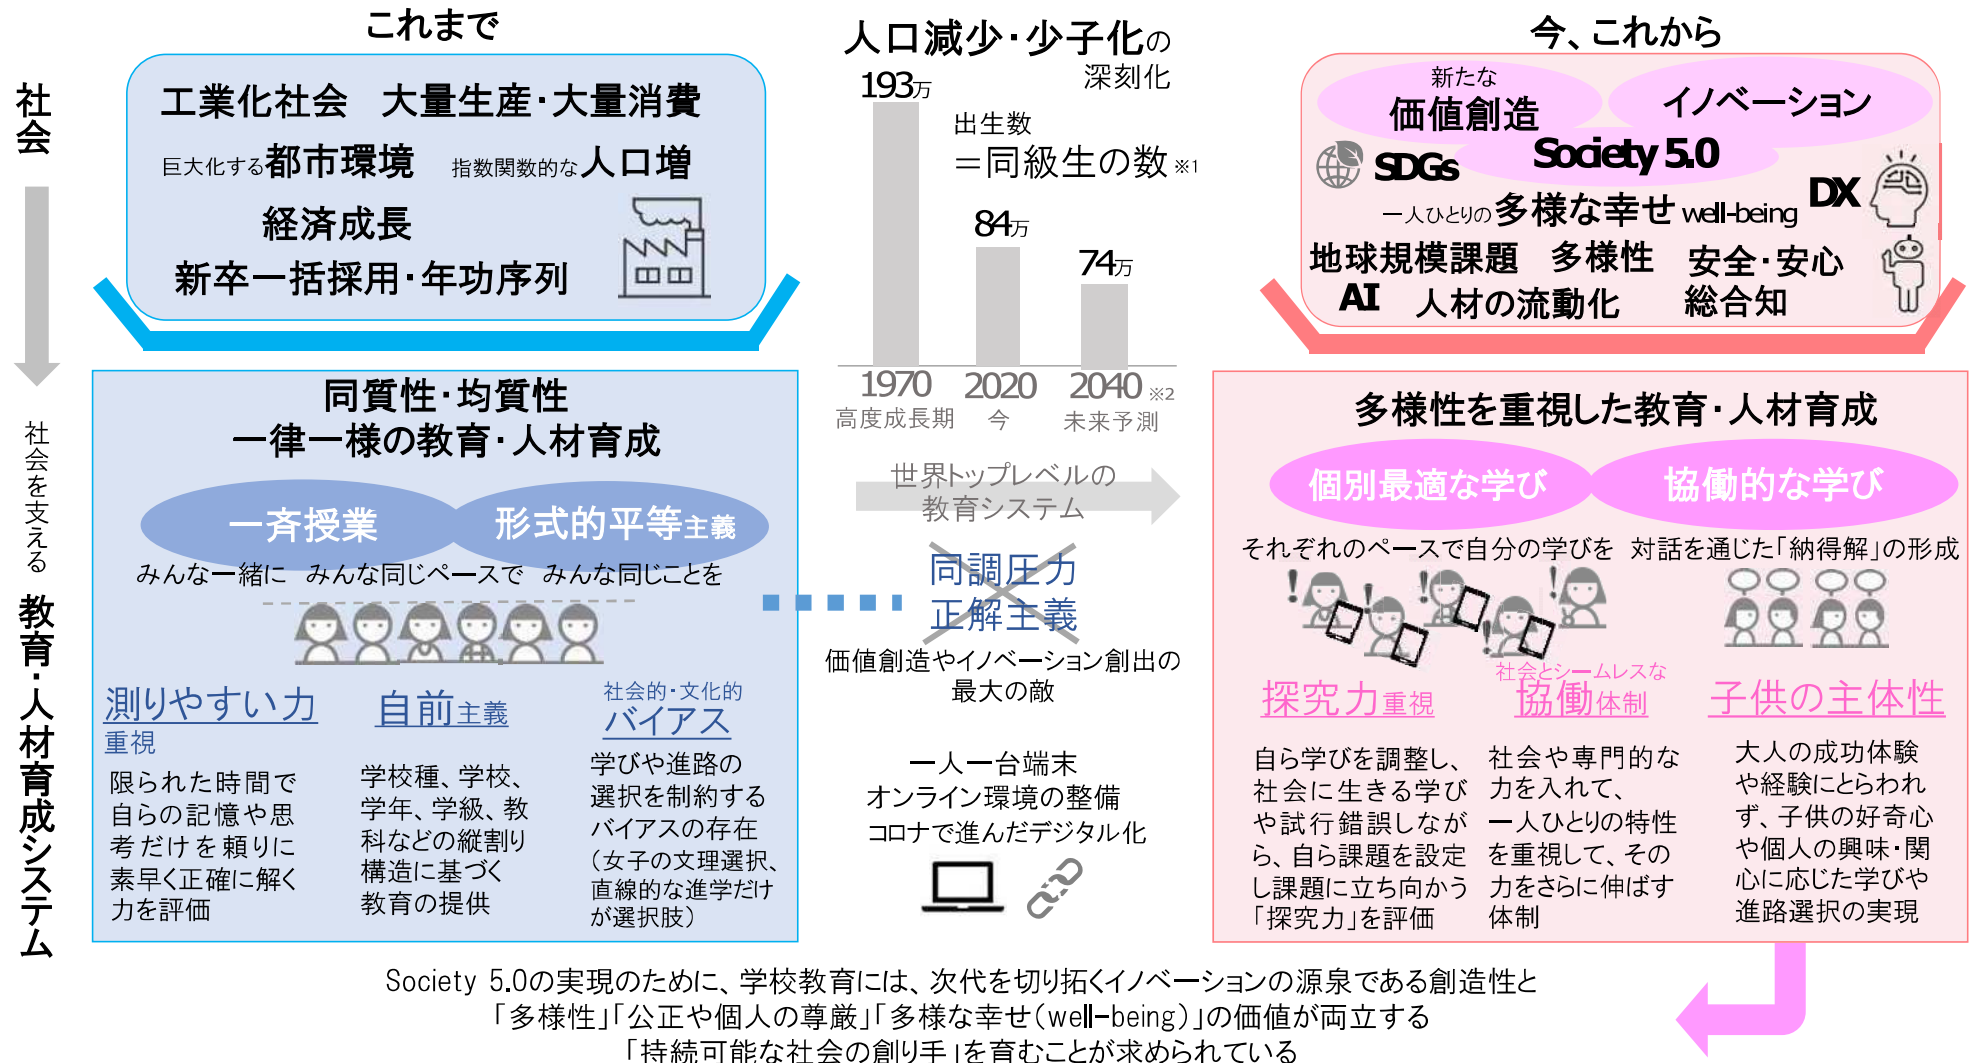 これまで
社会
工業化社会　大量生産・大量消費
巨大化する都市環境　指数関数的な人口増
経済成長
新卒一括採用・年功序列
人口減少・少子化の
深刻化
193万
出生数
＝同級生の数 ※1
84万
74万
1970
2020
2040 ※2
高度成長期
今
未来予測
今、これから
新たな
価値創造
イノベーション
Society 5.0
SDGs
DX
一人ひとりの多様な幸せ well-being
地球規模課題　多様性　安全・安心
AI　人材の流動化　総合知
社会を支える
教育・人材育成システム
同質性・均質性
一律一様の教育・人材育成
一斉授業
形式的平等主義
みんな一緒に　みんな同じペースで　みんな同じことを
測りやすい力
重視
限られた時間で
自らの記憶や思
考だけを頼りに
素早く正確に解く
力を評価
自前主義
学校種、学校、
学年、学級、教
科などの縦割り
構造に基づく
教育の提供
社会的・文化的
バイアス
学びや進路の
選択を制約する
バイアスの存在
（女子の文理選択、
直線的な進学だけ
が選択肢）
世界トップレベルの
教育システム
同調圧力
正解主義
価値創造やイノベーション創出の
最大の敵
一人一台端末
オンライン環境の整備
コロナで進んだデジタル化
多様性を重視した教育・人材育成
個別最適な学び
協働的な学び
それぞれのペースで自分の学びを
対話を通じた「納得解」の形成
探究力重視
自ら学びを調整し、
社会に生きる学び
や試行錯誤しなが
ら、自ら課題を設定
し課題に立ち向かう
「探究力」を評価
社会とシームレスな
協働体制
社会や専門的な
力を入れて、
一人ひとりの特性
を重視して、その
力をさらに伸ばす
体制
子供の主体性
大人の成功体験
や経験にとらわれ
ず、子供の好奇心
や個人の興味・関
心に応じた学びや
進路選択の実現
Society 5.0の実現のために、学校教育には、次代を切り拓くイノベーションの源泉である創造性と
「多様性」「公正や個人の尊厳」「多様な幸せ（well-being）」の価値が両立する
「持続可能な社会の創り手」を育むことが求められている